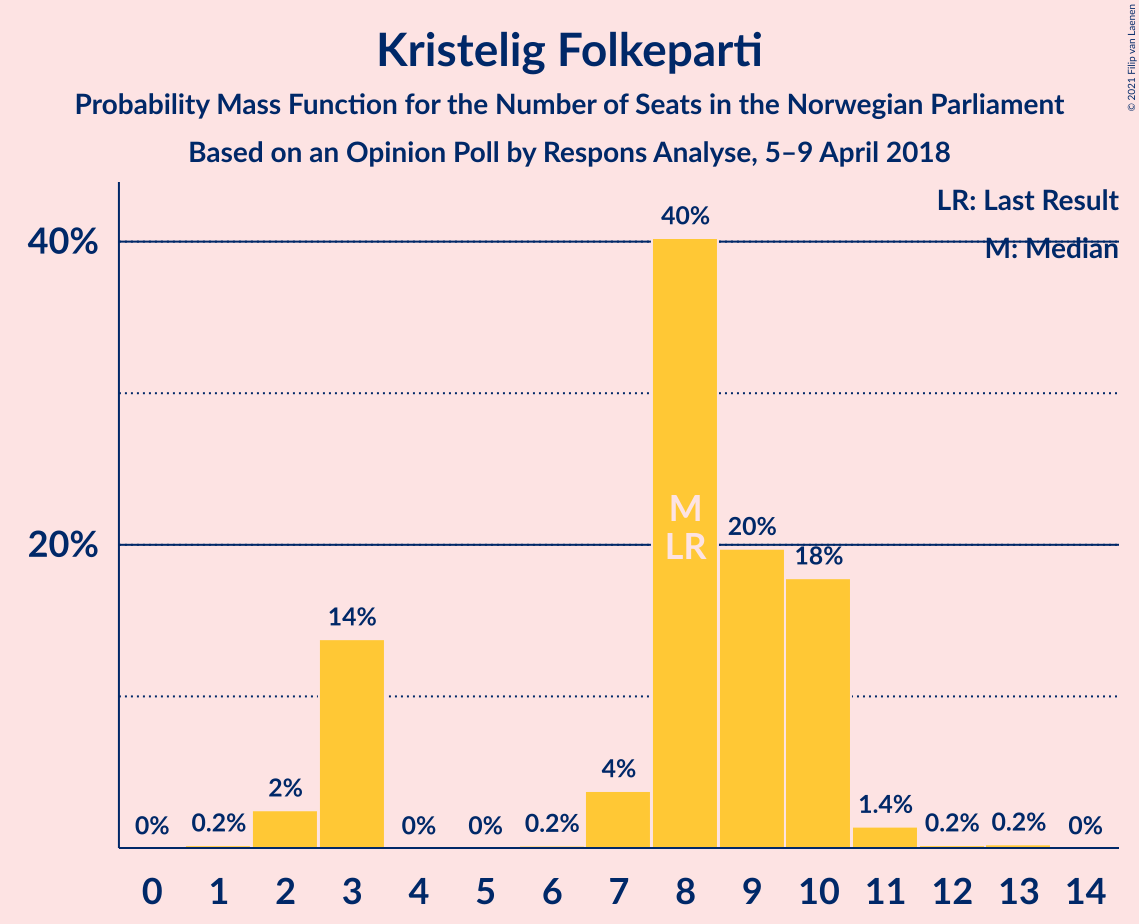 © 2021 Filip van Laenen
Kristelig Folkeparti
Probability Mass Function for the Number of Seats in the Norwegian Parliament
Based on an Opinion Poll by Respons Analyse, 5–9 April 2018
LR: Last Result
M: Median
40%
20%
0%
0.2%
2%
14%
0%
0%
0.2%
4%
40%
M
LR
20%
18%
1.4%
0.2%
0.2%
0%
0 1 2 3 4 5 6 7 8 9 10 11 12 13 14